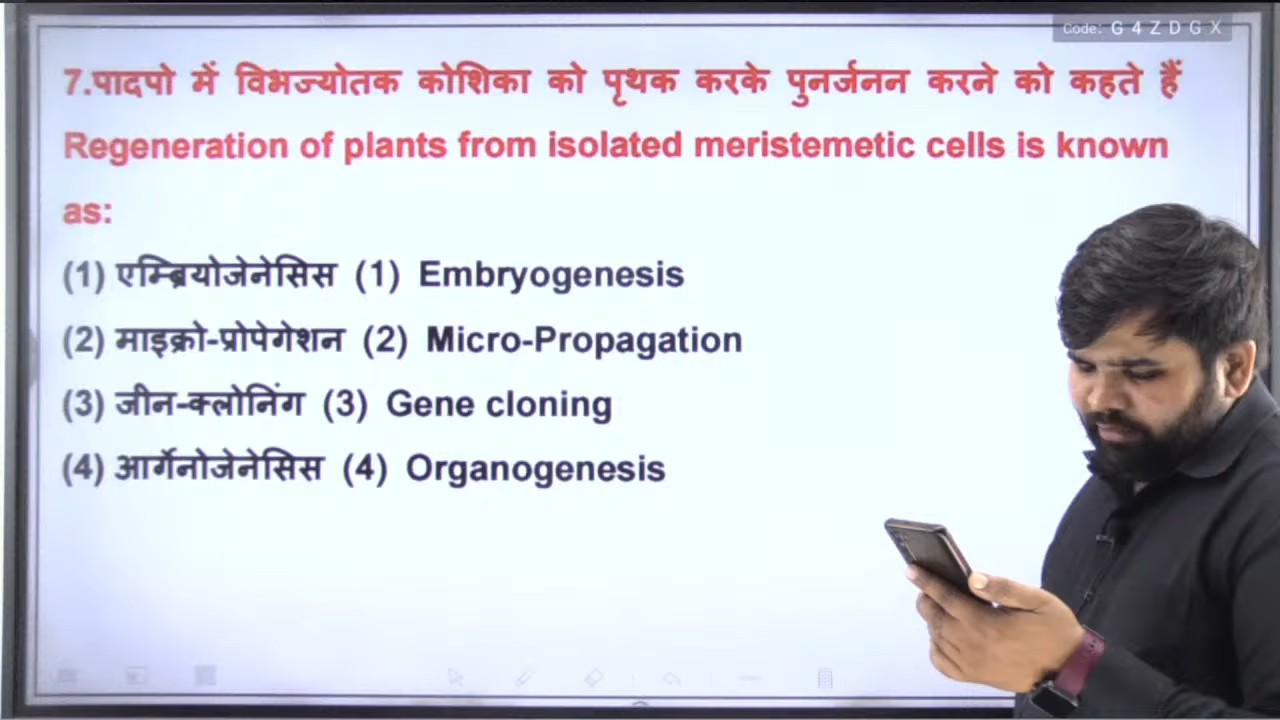 Code: G 4 Z D G X
7.पादपो में विभज्योतक कोशिका को पृथक करके पुनर्जनन करने को कहते हैं
Regeneration of plants from isolated meristemetic cells is known
as:
(1) एम्ब्रियोजेनेसिस (1) Embryogenesis
(2) माइक्रो-प्रोपेगेशन (2) Micro-Propagation
(3) जीन-क्लोनिंग (3) Gene cloning
(4) आर्गेनोजेनेसिस (4) Organogenesis